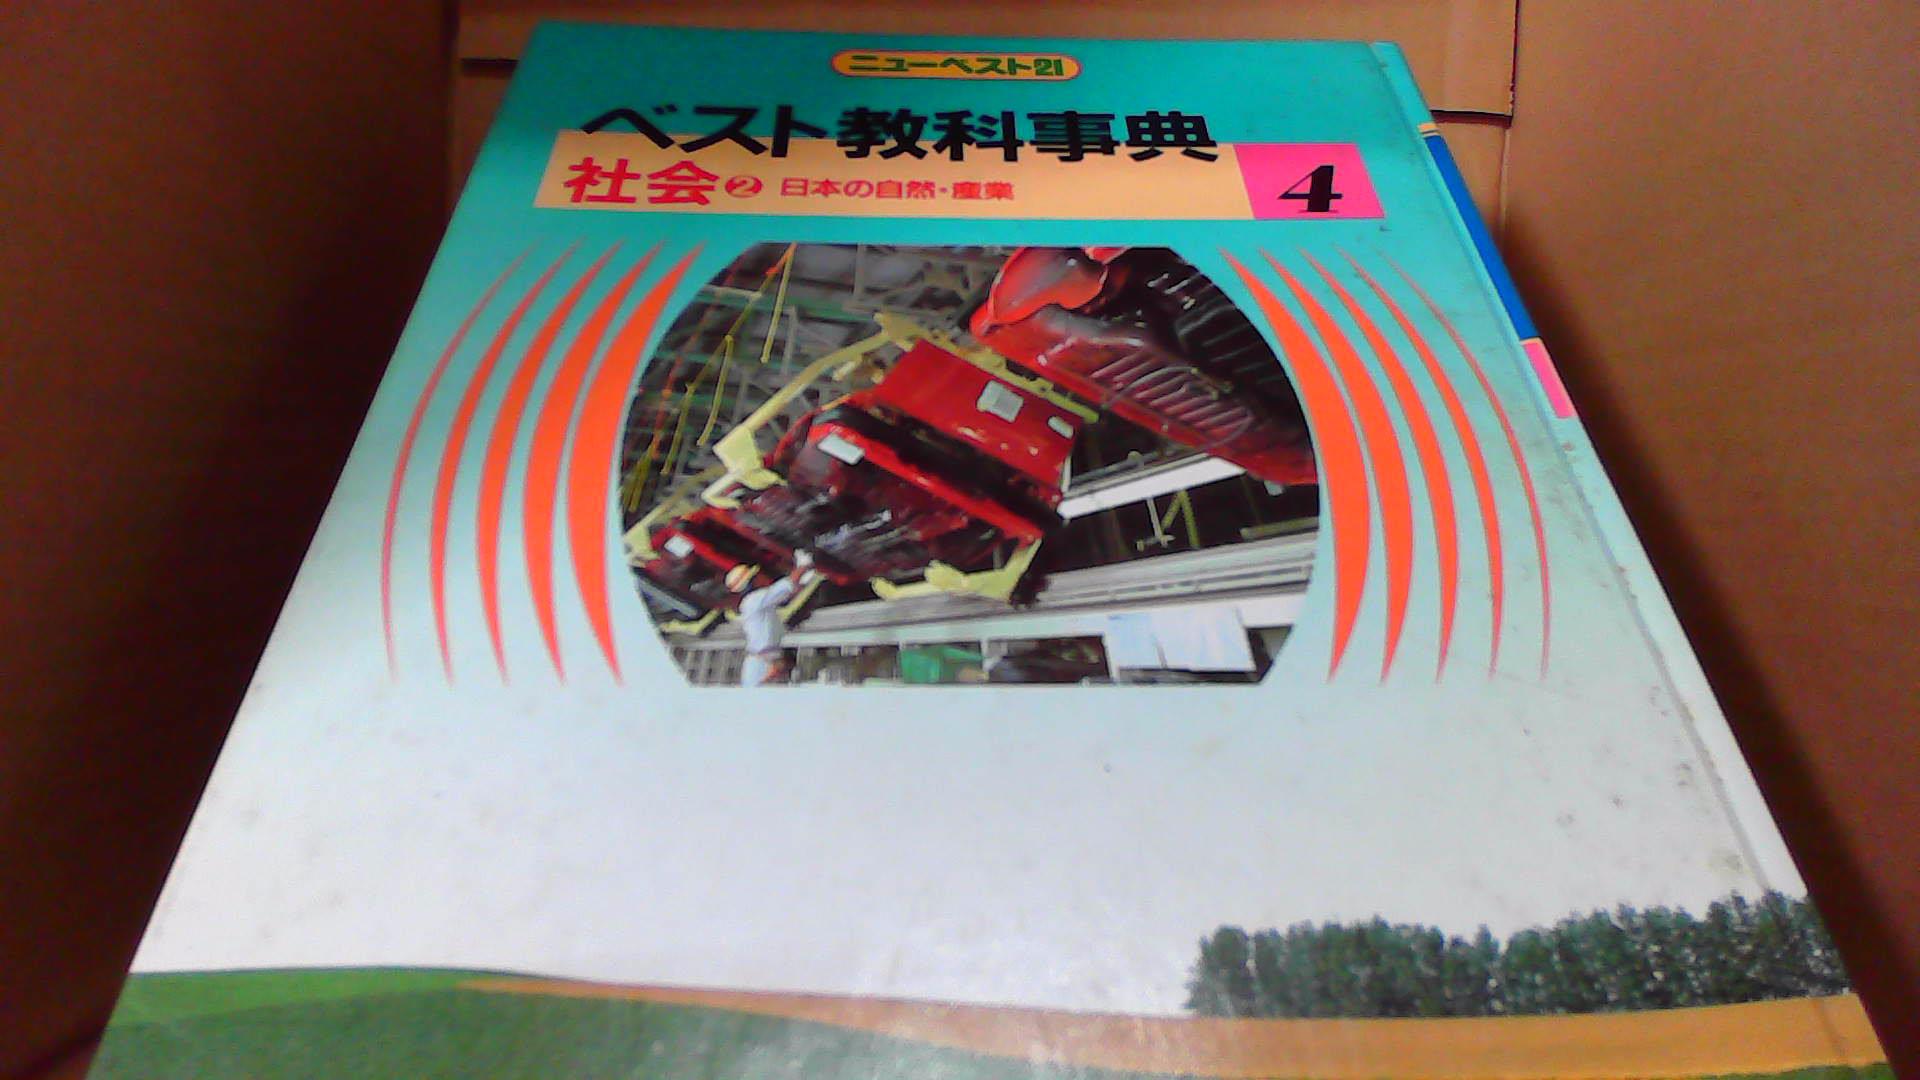 ニューベスト21
ベスト教科事典
社会❷ 日本の自然・産業
4